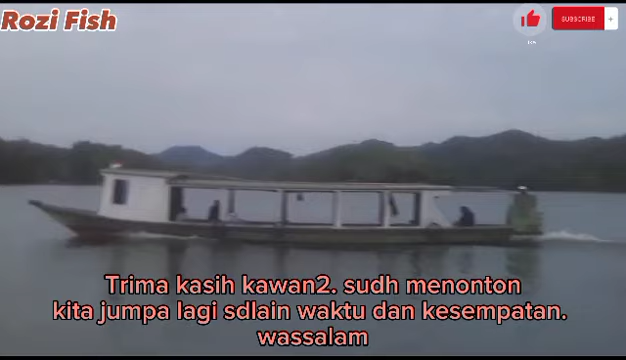 Rozi Fish
SUBSCRIBE
Trima kasih kawan2. sudh menonton
kita jumpa lagi sdlain waktu dan kesempatan.
wassalam